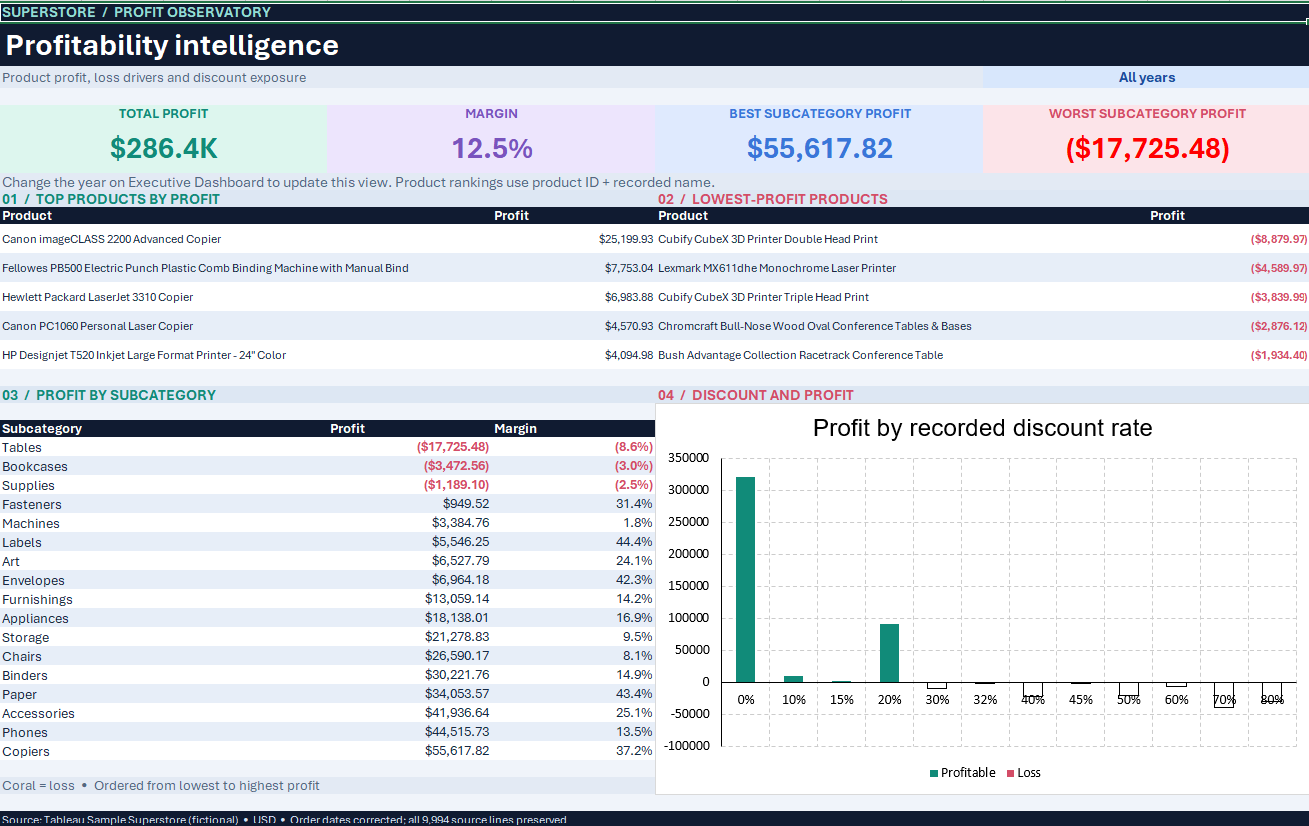 SUPERSTORE / PROFIT OBSERVATORY
Profitability intelligence
Product profit, loss drivers and discount exposure
All years
TOTAL PROFIT
$286.4K
MARGIN
12.5%
BEST SUBCATEGORY PROFIT
$55,617.82
WORST SUBCATEGORY PROFIT
($17,725.48)
Change the year on Executive Dashboard to update this view. Product rankings use product ID + recorded name.
01 / TOP PRODUCTS BY PROFIT
Product Profit
Canon imageCLASS 2200 Advanced Copier $25,199.93
Fellowes PB500 Electric Punch Plastic Comb Binding Machine with Manual Bind $7,753.04
Hewlett Packard LaserJet 3310 Copier $6,983.88
Canon PC1060 Personal Laser Copier $4,570.93
HP Designjet T520 Inkjet Large Format Printer - 24" Color $4,094.98
02 / LOWEST-PROFIT PRODUCTS
Product Profit
Cubify CubeX 3D Printer Double Head Print ($8,879.97)
Lexmark MX611dhe Monochrome Laser Printer ($4,589.97)
Cubify CubeX 3D Printer Triple Head Print ($3,839.99)
Chromcraft Bull-Nose Wood Oval Conference Tables & Bases ($2,876.12)
Bush Advantage Collection Racetrack Conference Table ($1,934.40)
03 / PROFIT BY SUBCATEGORY
Subcategory Profit Margin
Tables ($17,725.48) (8.6%)
Bookcases ($3,472.56) (3.0%)
Supplies ($1,189.10) (2.5%)
Fasteners $949.52 31.4%
Machines $3,384.76 1.8%
Labels $5,546.25 44.4%
Art $6,527.79 24.1%
Envelopes $6,964.18 42.3%
Furnishings $13,059.14 14.2%
Appliances $18,138.01 16.9%
Storage $21,278.83 9.5%
Chairs $26,590.17 8.1%
Binders $30,221.76 14.9%
Paper $34,053.57 43.4%
Accessories $41,936.64 25.1%
Phones $44,515.73 13.5%
Copiers $55,617.82 37.2%
Coral = loss • Ordered from lowest to highest profit
04 / DISCOUNT AND PROFIT
Profit by recorded discount rate
350000
300000
250000
200000
150000
100000
50000
0
-50000
-100000
0% 10% 15% 20% 30% 32% 40% 45% 50% 60% 70% 80%
Profitable Loss
Source: Tableau Sample Superstore (fictional) • USD • Order dates corrected; all 9,994 source lines preserved